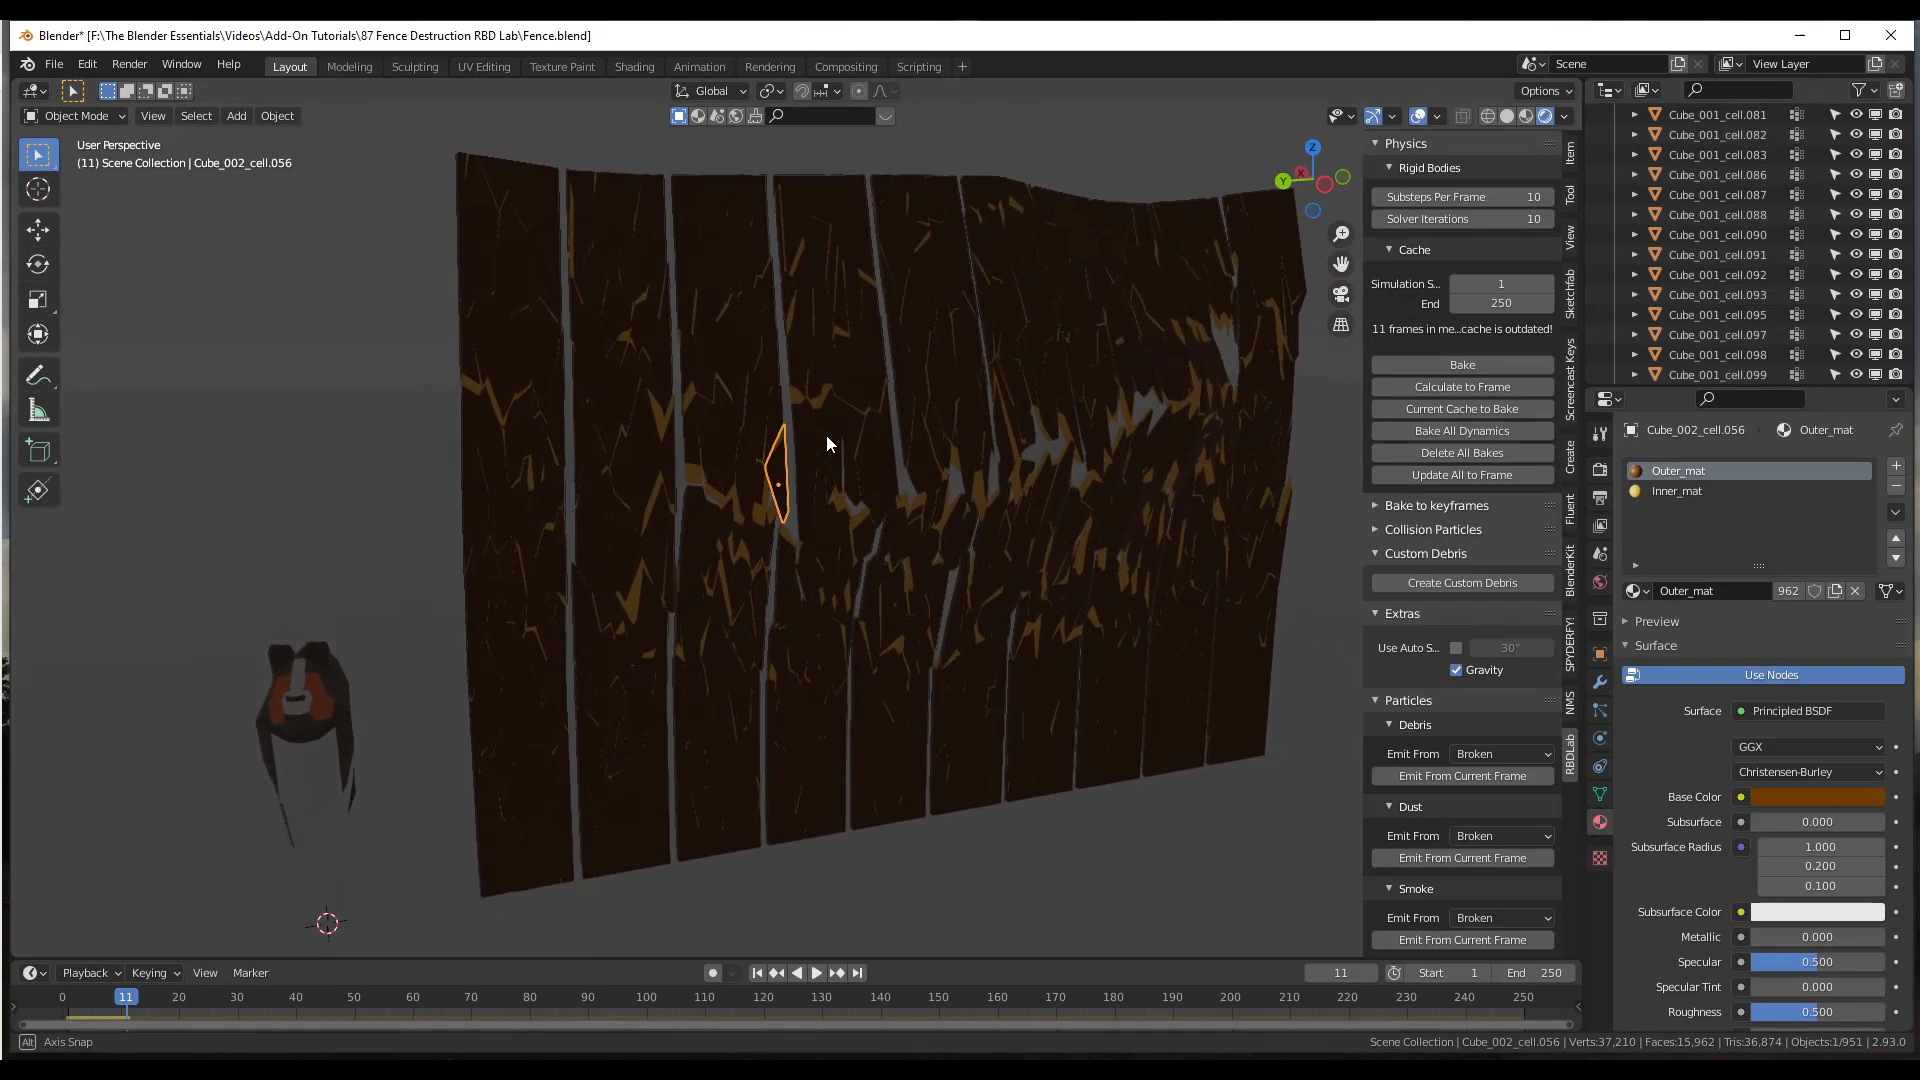 Blender* [F:\The Blender Essentials\Videos\Add-On Tutorials\87 Fence Destruction RBD Lab\Fence.blend]
File Edit Render Window Help Layout Modeling Sculpting UV Editing Texture Paint Shading Animation Rendering Compositing Scripting + Scene View Layer
Global Options
Object Mode View Select Add Object
User Perspective
(11) Scene Collection | Cube_002_cell.056
Z
Y
X
Physics
Rigid Bodies
Substeps Per Frame 10
Solver Iterations 10
Cache
Simulation S... 1
End 250
11 frames in me...cache is outdated!
Bake
Calculate to Frame
Current Cache to Bake
Bake All Dynamics
Delete All Bakes
Update All to Frame
Bake to keyframes
Collision Particles
Custom Debris
Create Custom Debris
Extras
Use Auto S... 30°
Gravity
Particles
Debris
Emit From Broken
Emit From Current Frame
Dust
Emit From Broken
Emit From Current Frame
Smoke
Emit From Broken
Emit From Current Frame
Item
Tool
View
Sketchfab
Screencast Keys
Create
Fluent
BlenderKit
SPYDERFY!
NMS
RBDLab
Cube_001_cell.081
Cube_001_cell.082
Cube_001_cell.083
Cube_001_cell.086
Cube_001_cell.087
Cube_001_cell.088
Cube_001_cell.090
Cube_001_cell.091
Cube_001_cell.092
Cube_001_cell.093
Cube_001_cell.095
Cube_001_cell.097
Cube_001_cell.098
Cube_001_cell.099
Cube_002_cell.056 Outer_mat
Outer_mat
Inner_mat
Outer_mat 962
Preview
Surface
Use Nodes
Surface Principled BSDF
GGX
Christensen-Burley
Base Color
Subsurface 0.000
Subsurface Radius 1.000
0.200
0.100
Subsurface Color
Metallic 0.000
Specular 0.500
Specular Tint 0.000
Roughness 0.500
Playback Keying View Marker 11 Start 1 End 250
0 11 20 30 40 50 60 70 80 90 100 110 120 130 140 150 160 170 180 190 200 210 220 230 240 250
Alt Axis Snap
Scene Collection | Cube_002_cell.056 | Verts:37,210 | Faces:15,962 | Tris:36,874 | Objects:1/951 | 2.93.0